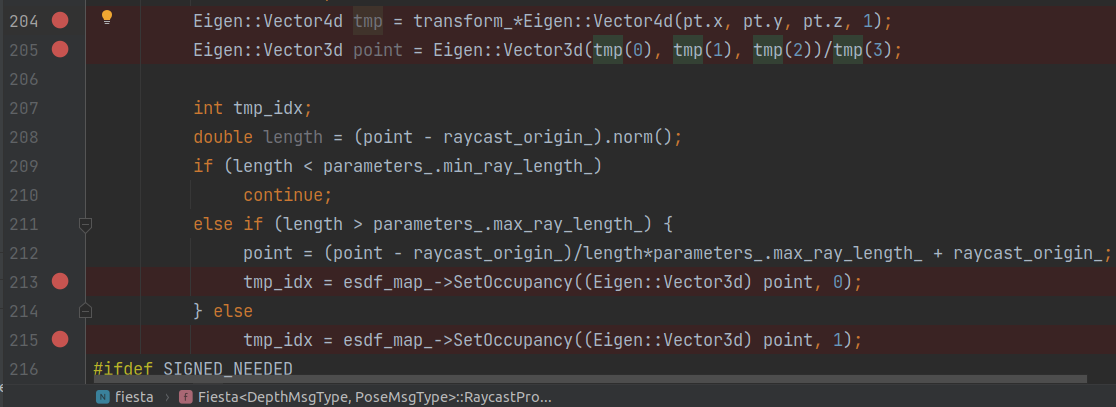 204 Eigen::Vector4d tmp = transform_*Eigen::Vector4d(pt.x, pt.y, pt.z, 1);
205 Eigen::Vector3d point = Eigen::Vector3d(tmp(0), tmp(1), tmp(2))/tmp(3);
206
207 int tmp_idx;
208 double length = (point - raycast_origin_).norm();
209 if (length < parameters_.min_ray_length_)
210 continue;
211 else if (length > parameters_.max_ray_length_) {
212 point = (point - raycast_origin_)/length*parameters_.max_ray_length_ + raycast_origin_;
213 tmp_idx = esdf_map_->SetOccupancy((Eigen::Vector3d) point, 0);
214 } else
215 tmp_idx = esdf_map_->SetOccupancy((Eigen::Vector3d) point, 1);
216 #ifdef SIGNED_NEEDED
N fiesta › f Fiesta<DepthMsgType, PoseMsgType>::RaycastPro...